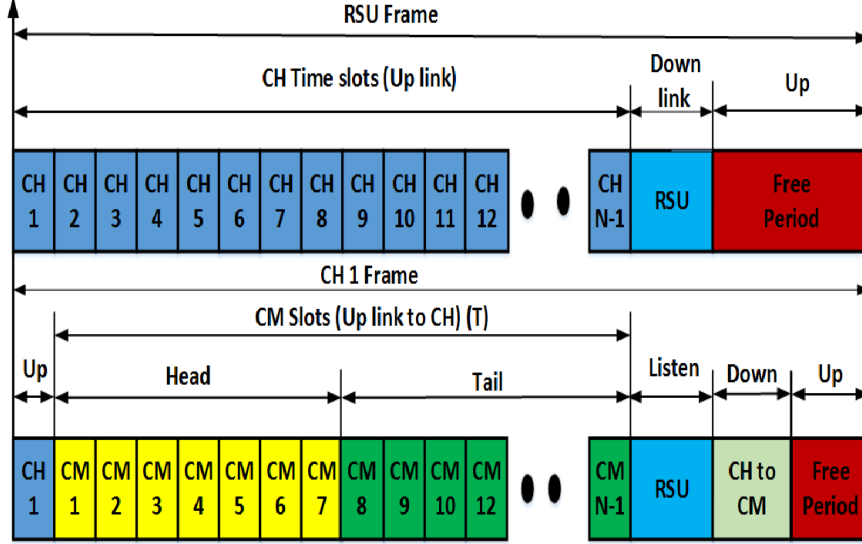 RSU Frame
CH Time slots (Up link)
Down
link
Up
CH
1
CH
2
CH
3
CH
4
CH
5
CH
6
CH
7
CH
8
CH
9
CH
10
CH
11
CH
12
CH
N-1
RSU
Free
Period
CH 1 Frame
CM Slots (Up link to CH) (T)
Up
Head
Tail
Listen
Down
Up
CH
1
CM
1
CM
2
CM
3
CM
4
CM
5
CM
6
CM
7
CM
8
CM
9
CM
10
CM
12
CM
N-1
RSU
CH to
CM
Free
Period